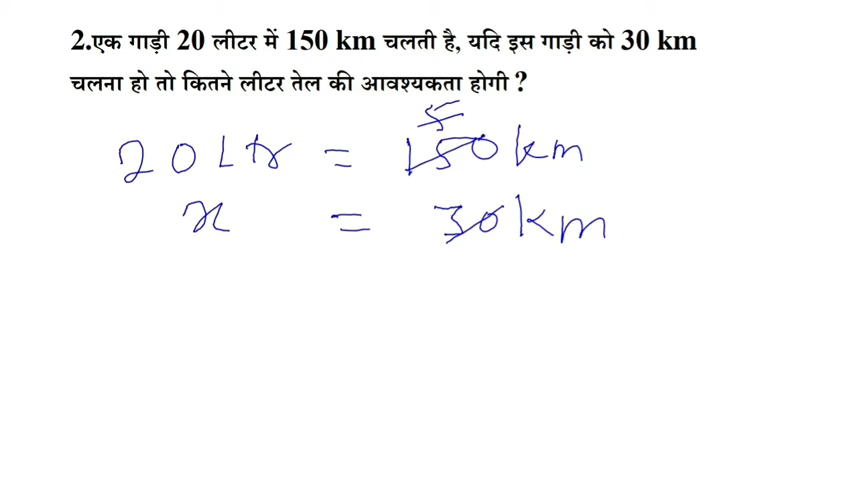 2.एक गाड़ी 20 लीटर में 150 km चलती है, यदि इस गाड़ी को 30 km
चलना हो तो कितने लीटर तेल की आवश्यकता होगी ?
5
20 Ltr = 150 km
x = 30 km